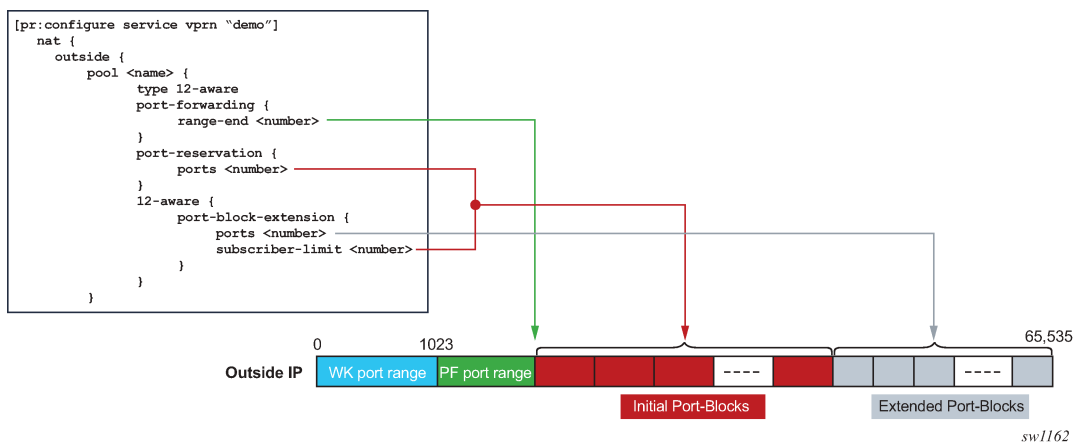 [pr:configure service vprn “demo”]
nat {
outside {
pool <name> {
type l2-aware
port-forwarding {
range-end <number>
}
port-reservation {
ports <number>
}
l2-aware {
port-block-extension {
ports <number>
subscriber-limit <number>
}
}
}
0
1023
65,535
Outside IP
WK port range
PF port range
Initial Port-Blocks
Extended Port-Blocks
sw1162